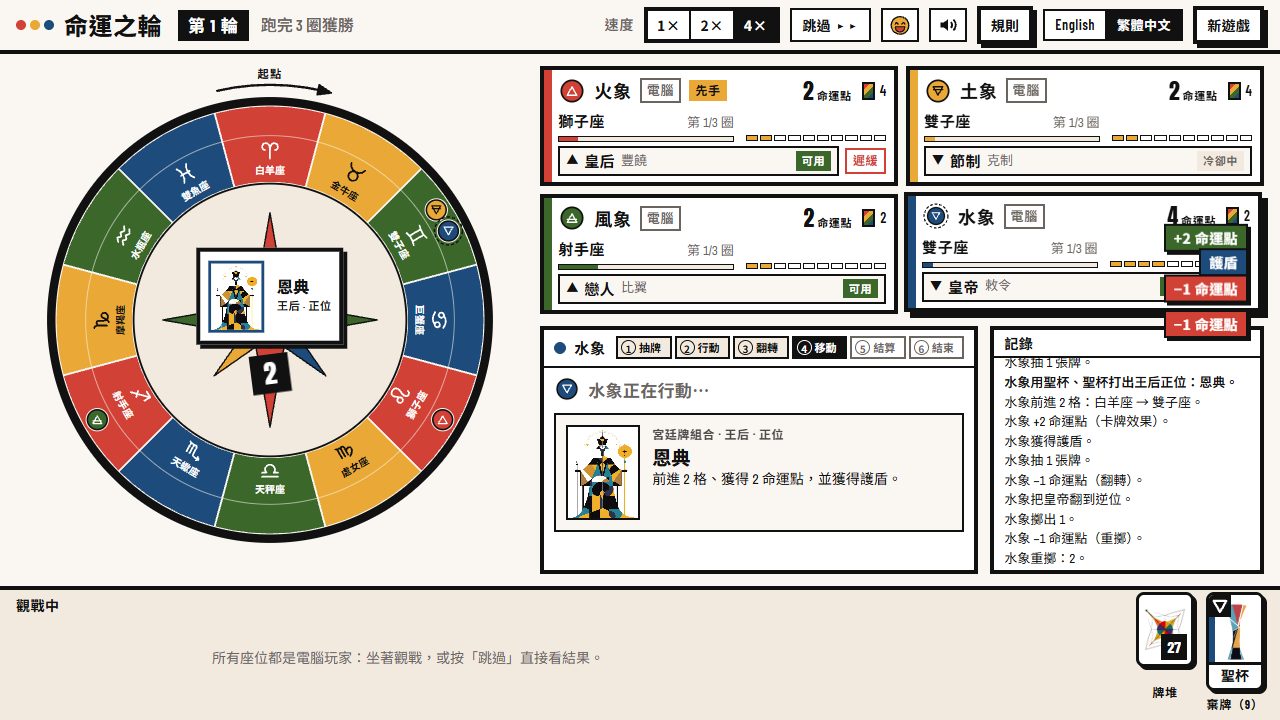 命運之輪
第 1 輪
跑完 3 圈獲勝
速度
1×
2×
4×
跳過 ▸ ▸
規則
English
繁體中文
新遊戲
起點
白羊座
金牛座
雙子座
巨蟹座
獅子座
處女座
天秤座
天蠍座
射手座
摩羯座
水瓶座
雙魚座
恩典
王后 · 正位
2
火象
電腦
先手
2 命運點
4
獅子座
第 1/3 圈
▲ 皇后 豐饒
可用
遲緩
土象
電腦
2 命運點
4
雙子座
第 1/3 圈
▼ 節制 克制
冷卻中
風象
電腦
2 命運點
2
射手座
第 1/3 圈
▲ 戀人 比翼
可用
水象
電腦
4 命運點
2
雙子座
第 1/3 圈
▼ 皇帝 敕令
+2 命運點
護盾
−1 命運點
−1 命運點
水象
1 抽牌
2 行動
3 翻轉
4 移動
5 結算
6 結束
水象正在行動⋯
宮廷牌組合 · 王后 · 正位
恩典
前進 2 格、獲得 2 命運點，並獲得護盾。
記錄
水象抽 1 張牌。
水象用聖杯、聖杯打出王后正位：恩典。
水象前進 2 格：白羊座 → 雙子座。
水象 +2 命運點（卡牌效果）。
水象獲得護盾。
水象抽 1 張牌。
水象 −1 命運點（翻轉）。
水象把皇帝翻到逆位。
水象擲出 1。
水象 −1 命運點（重擲）。
水象重擲：2。
觀戰中
所有座位都是電腦玩家：坐著觀戰，或按「跳過」直接看結果。
27
牌堆
聖杯
棄牌（9）